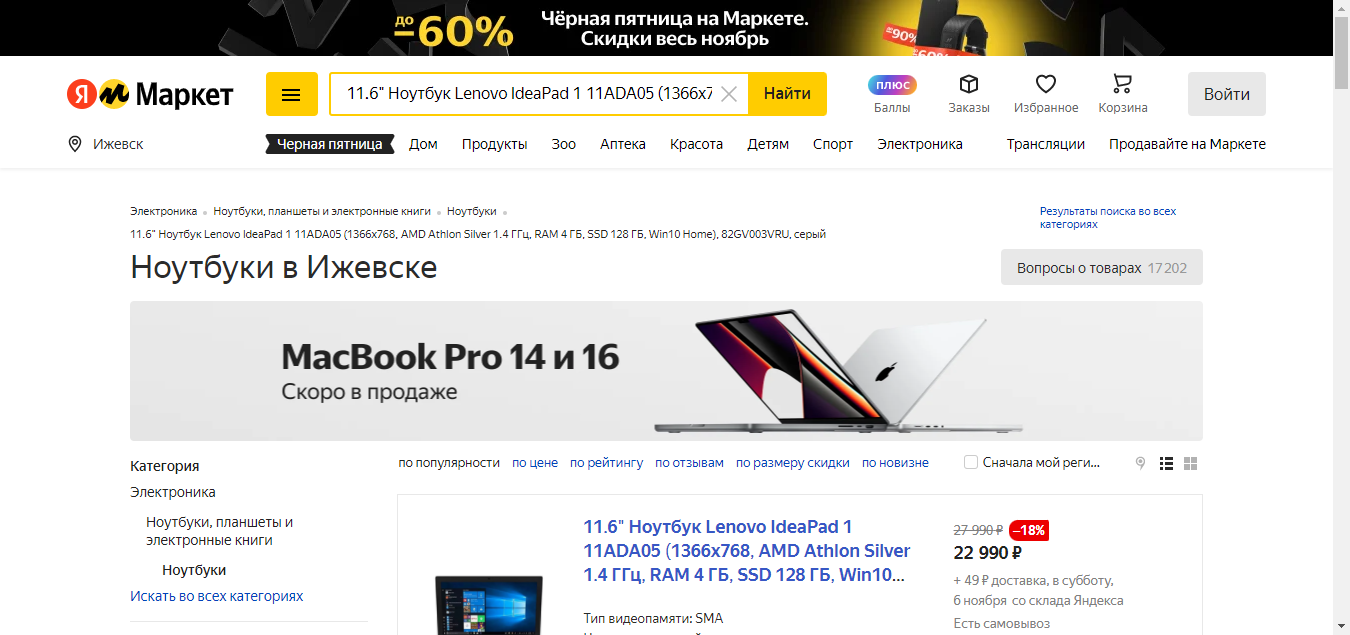 до
–60%
Чёрная пятница на Маркете.
Скидки весь ноябрь
до –90%
–60%
Я М Маркет
11.6" Ноутбук Lenovo IdeaPad 1 11ADA05 (1366x7
Найти
плюс
Баллы
Заказы
Избранное
Корзина
Войти
Ижевск
Черная пятница
Дом
Продукты
Зоо
Аптека
Красота
Детям
Спорт
Электроника
Трансляции
Продавайте на Маркете
Электроника
Ноутбуки, планшеты и электронные книги
Ноутбуки
11.6" Ноутбук Lenovo IdeaPad 1 11ADA05 (1366x768, AMD Athlon Silver 1.4 ГГц, RAM 4 ГБ, SSD 128 ГБ, Win10 Home), 82GV003VRU, серый
Результаты поиска во всех
категориях
Ноутбуки в Ижевске
Вопросы о товарах 17 202
MacBook Pro 14 и 16
Скоро в продаже
Категория
Электроника
Ноутбуки, планшеты и
электронные книги
Ноутбуки
Искать во всех категориях
по популярности
по цене
по рейтингу
по отзывам
по размеру скидки
по новизне
Сначала мой реги...
11.6" Ноутбук Lenovo IdeaPad 1
11ADA05 (1366x768, AMD Athlon Silver
1.4 ГГц, RAM 4 ГБ, SSD 128 ГБ, Win10...
Тип видеопамяти: SMA
27 990 ₽ –18%
22 990 ₽
+ 49 ₽ доставка, в субботу,
6 ноября со склада Яндекса
Есть самовывоз